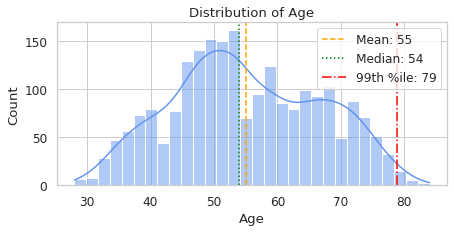 Distribution of Age
150
100
50
0
Count
30 40 50 60 70 80
Age
Mean: 55
Median: 54
99th %ile: 79